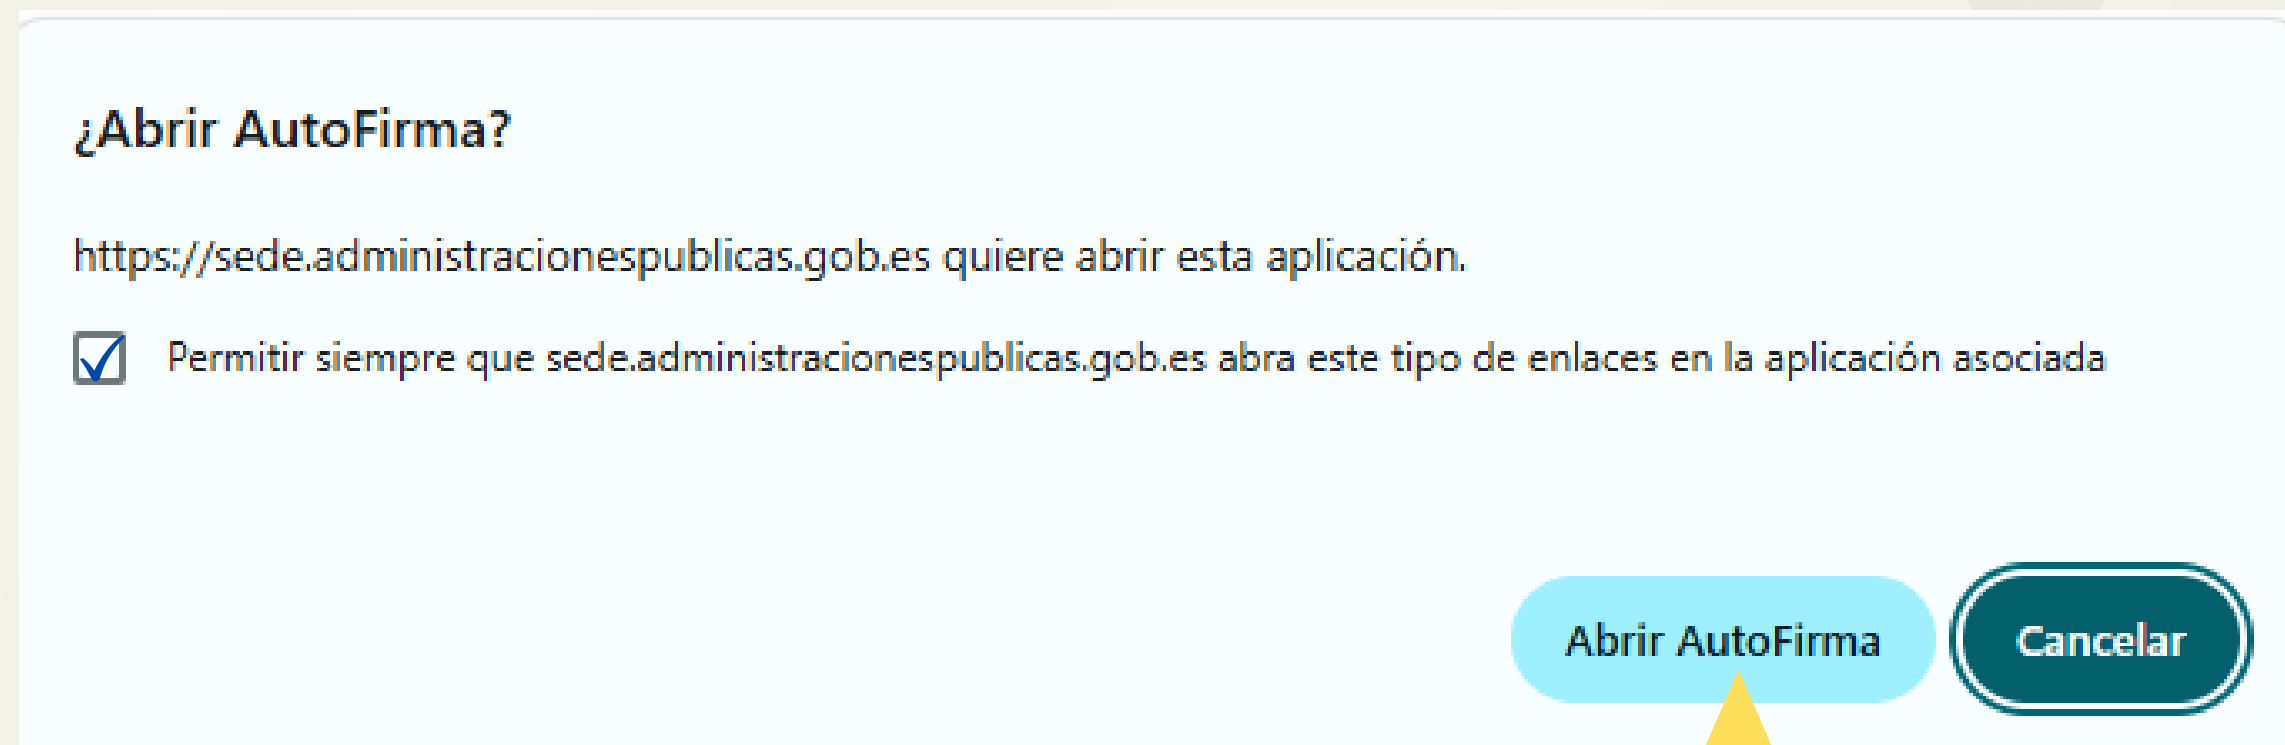 ¿Abrir AutoFirma?
https://sede.administracionespublicas.gob.es quiere abrir esta aplicación.
Permitir siempre que sede.administracionespublicas.gob.es abra este tipo de enlaces en la aplicación asociada
Abrir AutoFirma
Cancelar